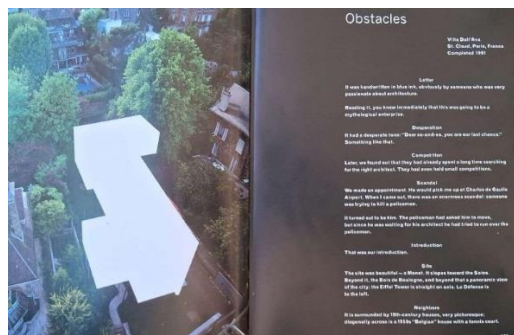 Obstacles
Villa Dall'Ava
St. Cloud, Paris, France
Completed 1991
Letter
It was handwritten in blue ink, obviously by someone who was very
passionate about architecture.
Reading it, you knew immediately that this was going to be a
mythological enterprise.
Desperation
It had a desperate tone: "Dear so-and-so, you are our last chance."
Something like that.
Competition
Later, we found out that they had already spent a long time searching
for the right architect. They had even held small competitions.
Scandal
We made an appointment. He would pick me up at Charles de Gaulle
Airport. When I came out, there was an enormous scandal: someone
was trying to kill a policeman.
It turned out to be him. The policeman had asked him to move,
but since he was waiting for his architect he had tried to run over the
policeman.
Introduction
That was our introduction.
Site
The site was beautiful – a Monet. It slopes toward the Seine.
Beyond it, the Bois de Boulogne, and beyond that a panoramic view
of the city: the Eiffel Tower is straight on axis. La Defense is
to the left.
Neighbors
It is surrounded by 19th-century houses, very picturesque;
diagonally across is a 1950s "Belgian" house with a tennis court.